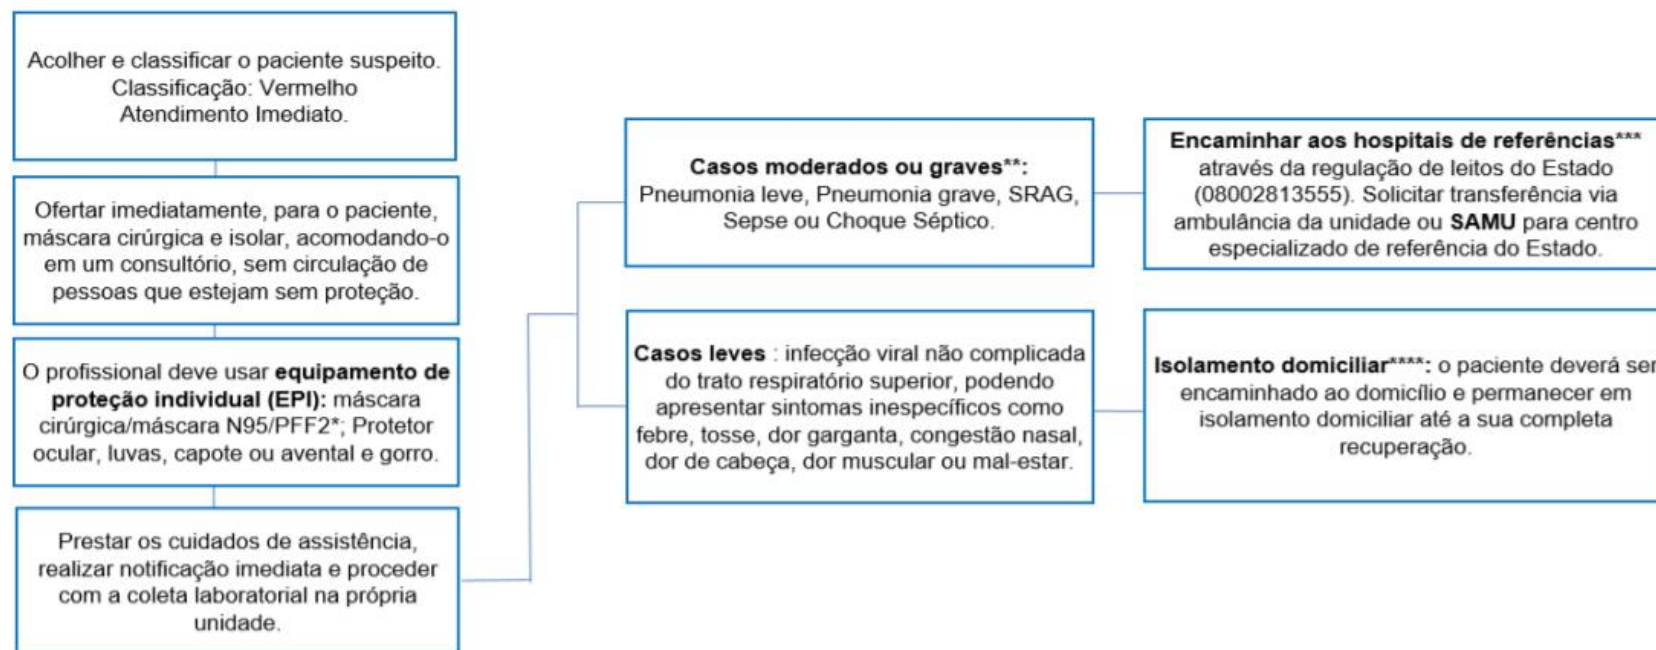 Acolher e classificar o paciente suspeito.
Classificação: Vermelho
Atendimento Imediato.
Ofertar imediatamente, para o paciente,
máscara cirúrgica e isolar, acomodando-o
em um consultório, sem circulação de
pessoas que estejam sem proteção.
O profissional deve usar equipamento de
proteção individual (EPI): máscara
cirúrgica/máscara N95/PFF2*; Protetor
ocular, luvas, capote ou avental e gorro.
Prestar os cuidados de assistência,
realizar notificação imediata e proceder
com a coleta laboratorial na própria
unidade.
Casos moderados ou graves**:
Pneumonia leve, Pneumonia grave, SRAG,
Sepse ou Choque Séptico.
Encaminhar aos hospitais de referências***
através da regulação de leitos do Estado
(08002813555). Solicitar transferência via
ambulância da unidade ou SAMU para centro
especializado de referência do Estado.
Casos leves : infecção viral não complicada
do trato respiratório superior, podendo
apresentar sintomas inespecíficos como
febre, tosse, dor garganta, congestão nasal,
dor de cabeça, dor muscular ou mal-estar.
Isolamento domiciliar****: o paciente deverá ser
encaminhado ao domicílio e permanecer em
isolamento domiciliar até a sua completa
recuperação.